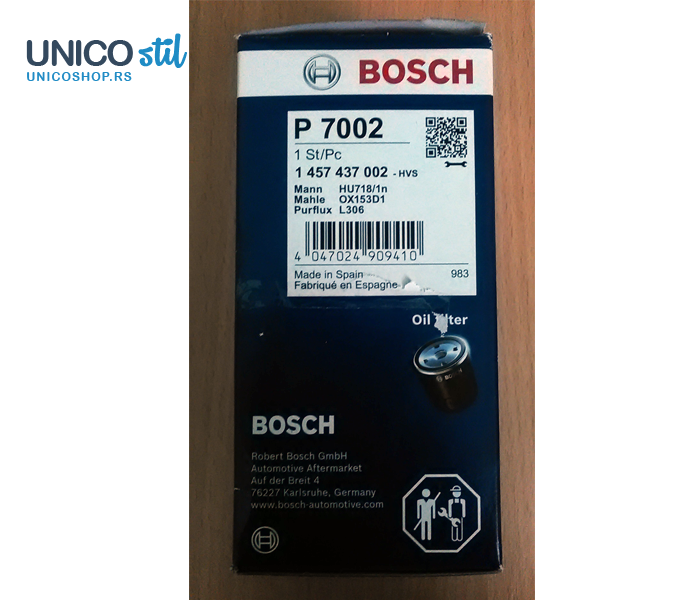 UNICO stil
UNICOSHOP.RS
BOSCH
P 7002
1 St/Pc
1 457 437 002 - HVS
Mann HU718/1n
Mahle OX153D1
Purflux L306
4 047024 909410
Made in Spain 983
Fabriqué en Espagne
Oil filter
BOSCH
BOSCH
Robert Bosch GmbH
Automotive Aftermarket
Auf der Breit 4
76227 Karlsruhe, Germany
www.bosch-automotive.com